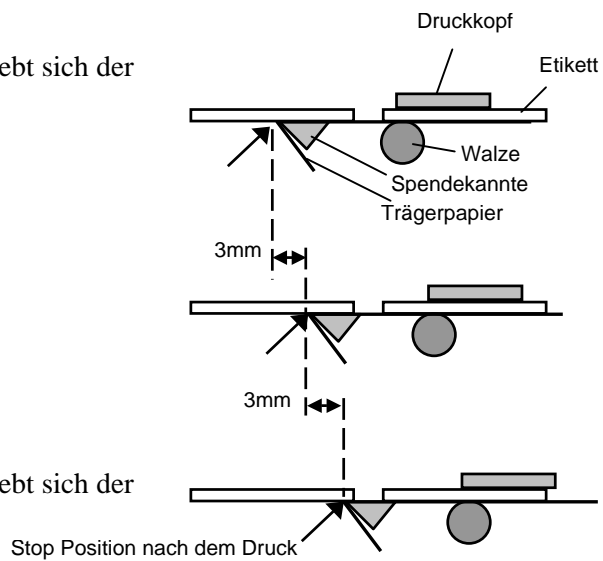 Druckkopf
ebt sich der
Etikett
Walze
Spendekannte
Trägerpapier
3mm
3mm
ebt sich der
Stop Position nach dem Druck